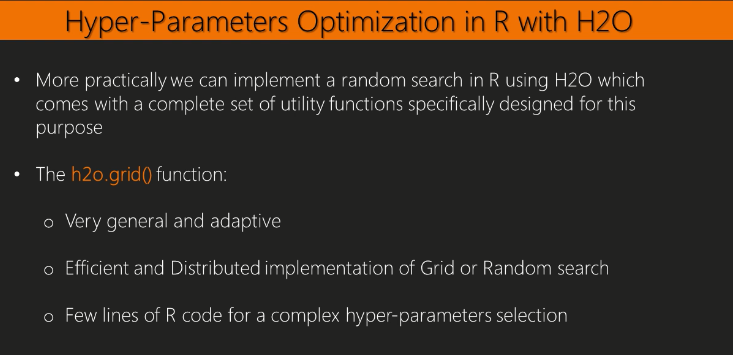 Hyper-Parameters Optimization in R with H2O
• More practically we can implement a random search in R using H2O which
comes with a complete set of utility functions specifically designed for this
purpose
• The h2o.grid() function:
o Very general and adaptive
o Efficient and Distributed implementation of Grid or Random search
o Few lines of R code for a complex hyper-parameters selection